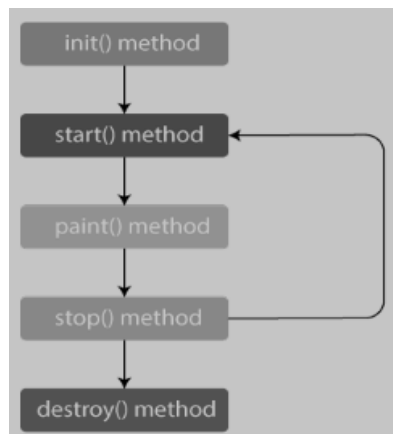 init() method
start() method
paint() method
stop() method
destroy() method